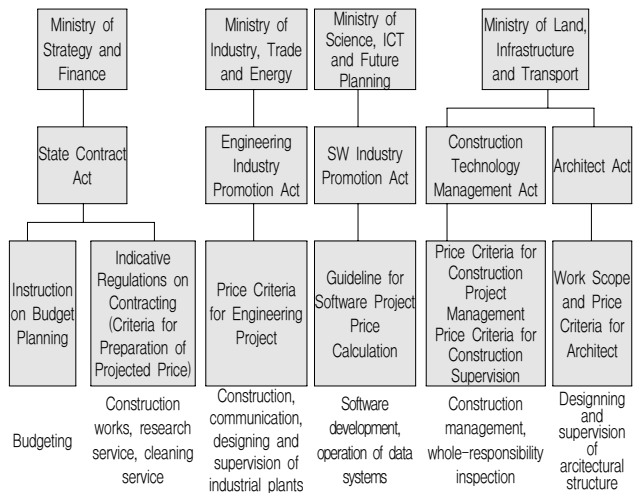 Ministry of
Strategy and
Finance
Ministry of
Industry, Trade
and Energy
Ministry of
Science, ICT
and Future
Planning
Ministry of Land,
Infrastructure
and Transport
State Contract
Act
Engineering
Industry
Promotion Act
SW Industry
Promotion Act
Construction
Technology
Management Act
Architect Act
Instruction
on Budget
Planning
Indicative
Regulations on
Contracting
(Criteria for
Preparation of
Projected Price)
Price Criteria
for Engineering
Project
Guideline for
Software Project
Price
Calculation
Price Criteria for
Construction
Project
Management
Price Criteria for
Construction
Supervision
Work Scope
and Price
Criteria for
Architect
Budgeting
Construction
works, research
service, cleaning
service
Construction,
communication,
designing and
supervision of
industrial plants
Software
development,
operation of data
systems
Construction
management,
whole-responsibility
inspection
Designning
and
supervision
of
arcitectural
structure